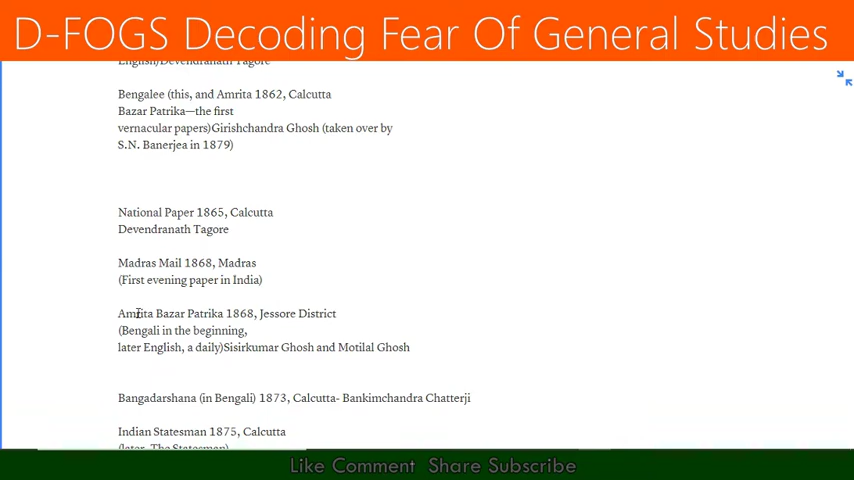 D-FOGS Decoding Fear Of General Studies
English)Devendranath Tagore
Bengalee (this, and Amrita 1862, Calcutta
Bazar Patrika—the first
vernacular papers)Girishchandra Ghosh (taken over by
S.N. Banerjea in 1879)
National Paper 1865, Calcutta
Devendranath Tagore
Madras Mail 1868, Madras
(First evening paper in India)
Amrita Bazar Patrika 1868, Jessore District
(Bengali in the beginning,
later English, a daily)Sisirkumar Ghosh and Motilal Ghosh
Bangadarshana (in Bengali) 1873, Calcutta- Bankimchandra Chatterji
Indian Statesman 1875, Calcutta
(later, The Statesman)
Like Comment Share Subscribe